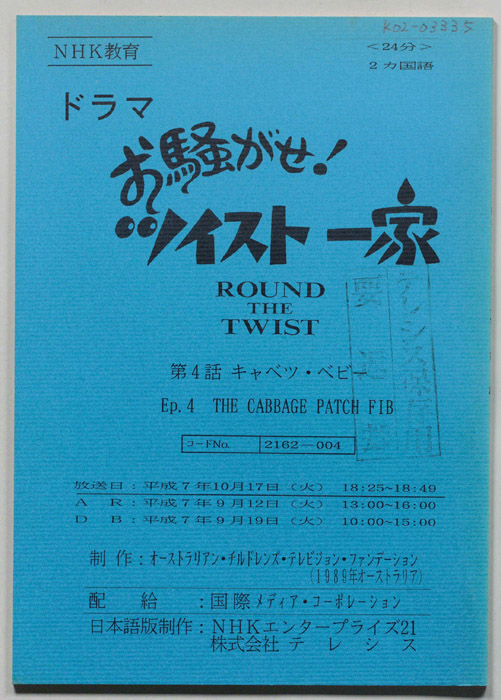 K02-03335
NHK教育
＜24分＞
2カ国語
ドラマ
お騒がせ!
ツイスト一家
ROUND
THE
TWIST
テレシス保存用
要返
第4話 キャベツ・ベビー
Ep.4 THE CABBAGE PATCH FIB
コードNo. 2162-004
放送日:平成7年10月17日(火) 18:25~18:49
A R:平成7年9月12日(火) 13:00~16:00
D B:平成7年9月19日(火) 10:00~15:00
制作:オーストラリアン・チルドレンズ・テレビジョン・ファンデーション
(1989年オーストラリア)
配 給 :国際メディア・コーポレーション
日本語版制作:NHKエンタープライズ21
株式会社 テレシス